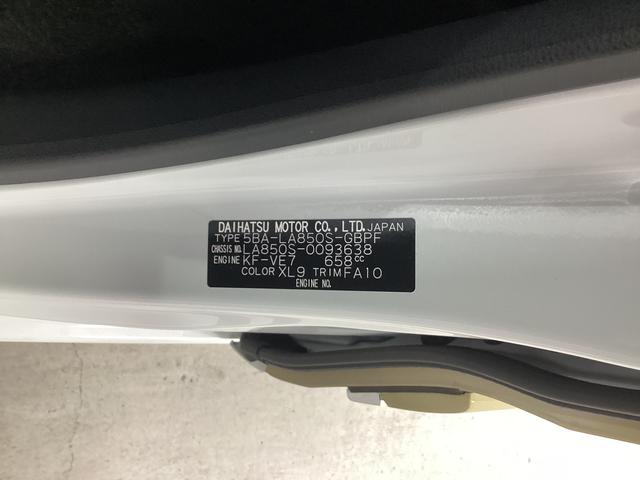 DAIHATSU MOTOR CO., LTD. JAPAN
TYPE 5BA-LA850S-GBPF
CHASSIS NO. LA850S-0093638
ENGINE KF-VE7 658cc
COLOR XL9 TRIM FA10
ENGINE NO.